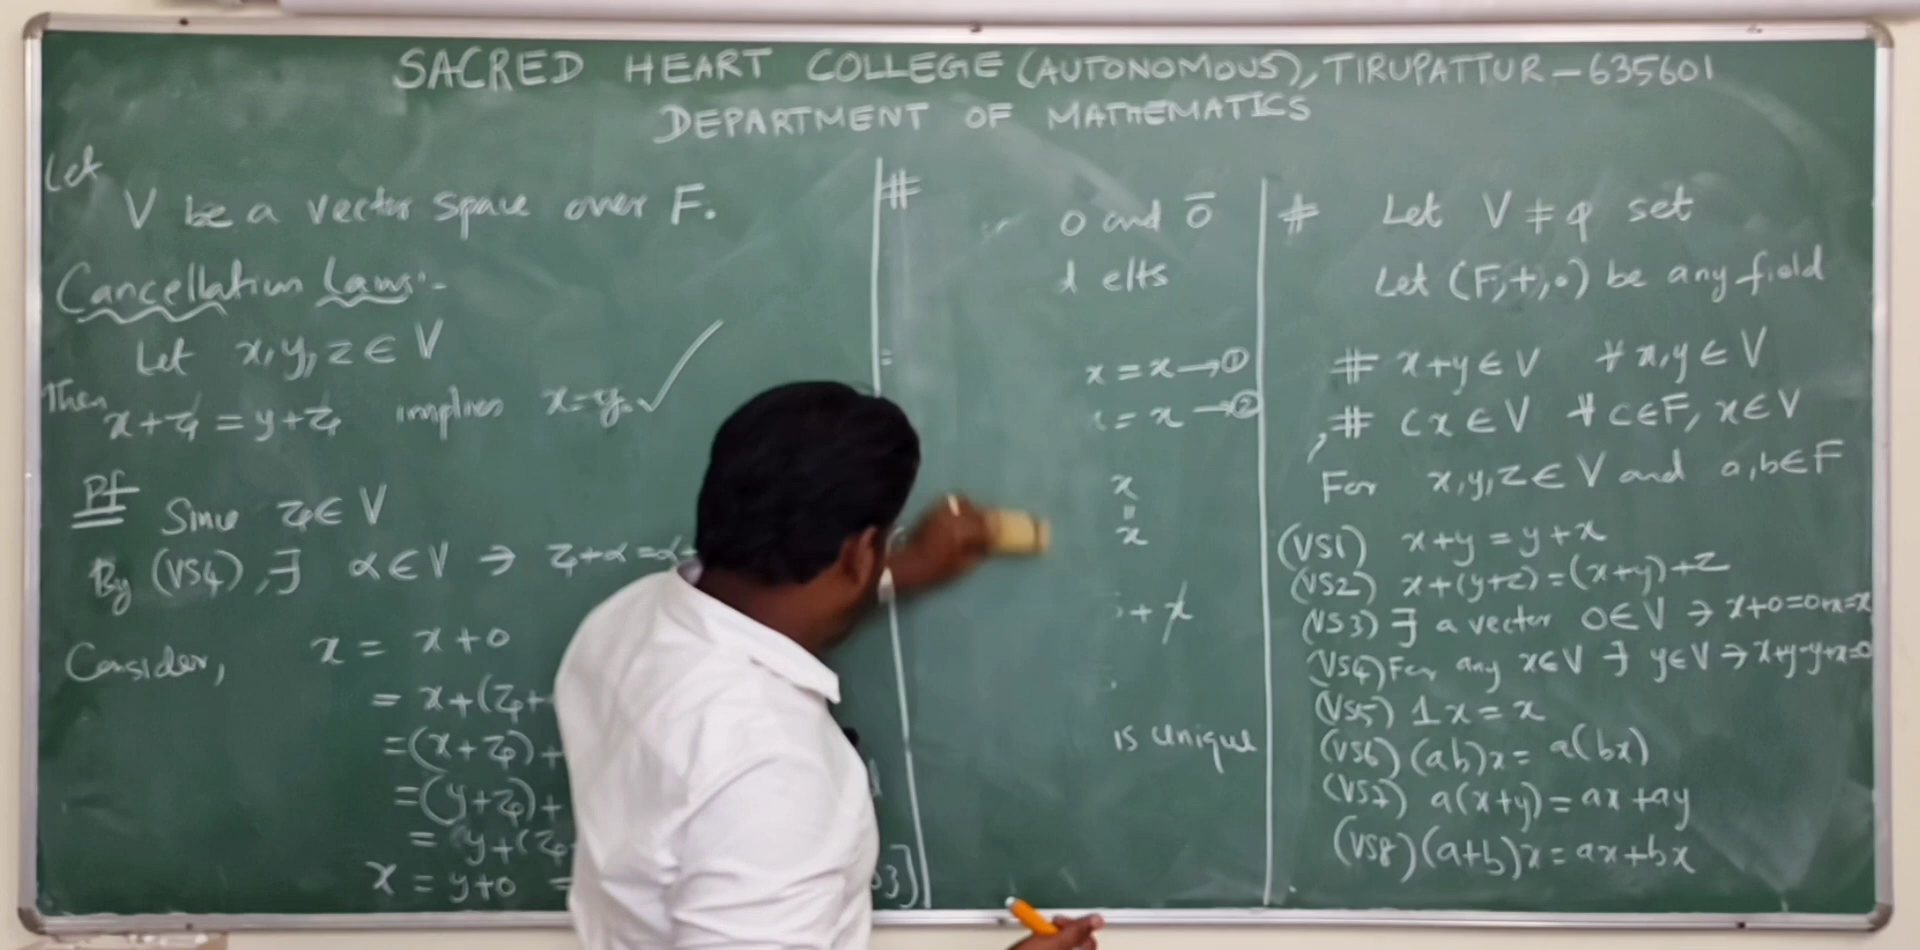 SACRED HEART COLLEGE (AUTONOMOUS), TIRUPATTUR – 635601
DEPARTMENT OF MATHEMATICS
Let
V be a vector space over F.
Cancellation Law:-
Let x, y, z ∈ V
Then
x+z = y+z implies x=y. ✓
Pf Since z ∈ V
By (VS4), ∃ α ∈ V ∋ z+α=α
Consider, x = x+0
= x+(z+
=(x+z)+
=(y+z)+
= y+(z
x = y+0 =
3)]
#
0 and 0̅
elts
=
x = x → ①
= x → ②
x
=
x
+ x
is unique
# Let V ≠ φ set
Let (F, +, ·) be any field
# x+y ∈ V ∀ x, y ∈ V
# cx ∈ V ∀ c∈F, x∈V
For x, y, z ∈ V and a, b ∈ F
(VS1) x+y = y+x
(VS2) x+(y+z) = (x+y)+z
(VS3) ∃ a vector 0∈V ∋ x+0=0+x=x
(VS4) For any x∈V ∃ y∈V ∋ x+y=y+x=0
(VS5) 1x = x
(VS6) (ab)x = a(bx)
(VS7) a(x+y) = ax+ay
(VS8) (a+b)x = ax+bx